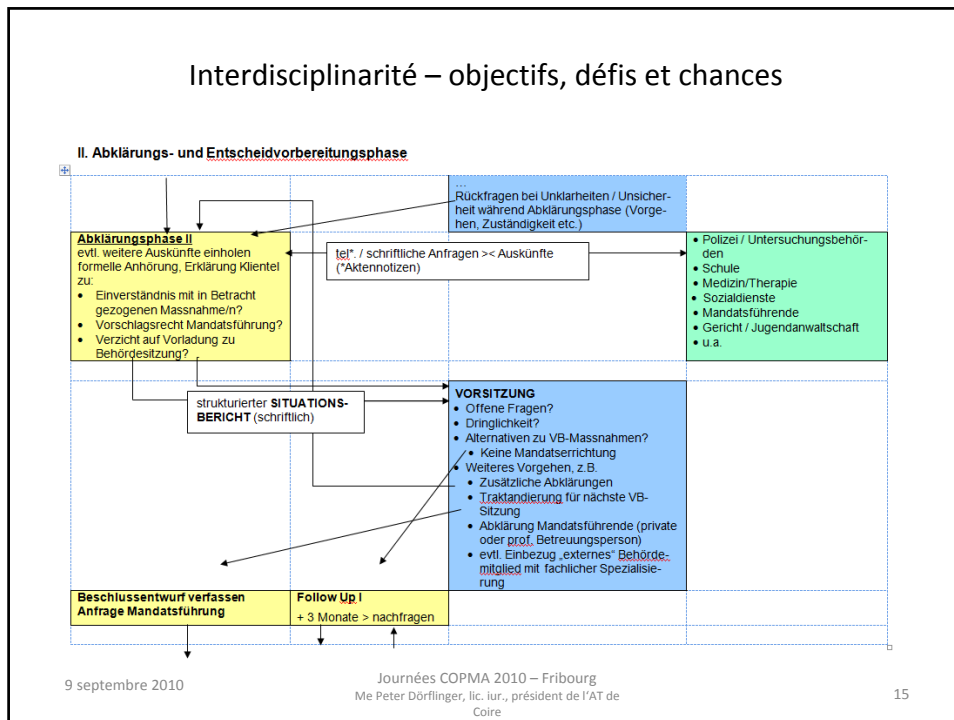 Interdisciplinarité – objectifs, défis et chances
II. Abklärungs- und Entscheidvorbereitungsphase
…
Rückfragen bei Unklarheiten / Unsicher-
heit während Abklärungsphase (Vorge-
hen, Zuständigkeit etc.)
Abklärungsphase II
evtl. weitere Auskünfte einholen
formelle Anhörung, Erklärung Klientel
zu:
• Einverständnis mit in Betracht
gezogenen Massnahme/n?
• Vorschlagsrecht Mandatsführung?
• Verzicht auf Vorladung zu
Behördesitzung?
tel*. / schriftliche Anfragen >< Auskünfte
(*Aktennotizen)
• Polizei / Untersuchungsbehör-
den
• Schule
• Medizin/Therapie
• Sozialdienste
• Mandatsführende
• Gericht / Jugendanwaltschaft
• u.a.
strukturierter SITUATIONS-
BERICHT (schriftlich)
VORSITZUNG
• Offene Fragen?
• Dringlichkeit?
• Alternativen zu VB-Massnahmen?
• Keine Mandatserrichtung
• Weiteres Vorgehen, z.B.
• Zusätzliche Abklärungen
• Traktandierung für nächste VB-
Sitzung
• Abklärung Mandatsführende (private
oder prof. Betreuungsperson)
• evtl. Einbezug „externes“ Behörde-
mitglied mit fachlicher Spezialisie-
rung
Beschlussentwurf verfassen
Anfrage Mandatsführung
Follow Up I
+ 3 Monate > nachfragen
9 septembre 2010
Journées COPMA 2010 – Fribourg
Me Peter Dörflinger, lic. iur., président de l'AT de
Coire
15